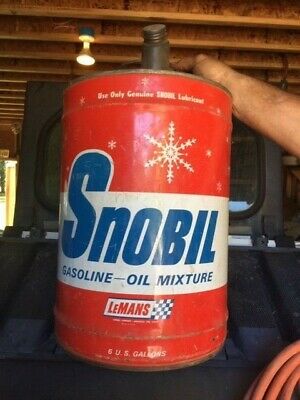 Use Only Genuine SNOBIL Lubricant
SNOBIL
GASOLINE—OIL MIXTURE
LEMANS
6 U.S. GALLONS